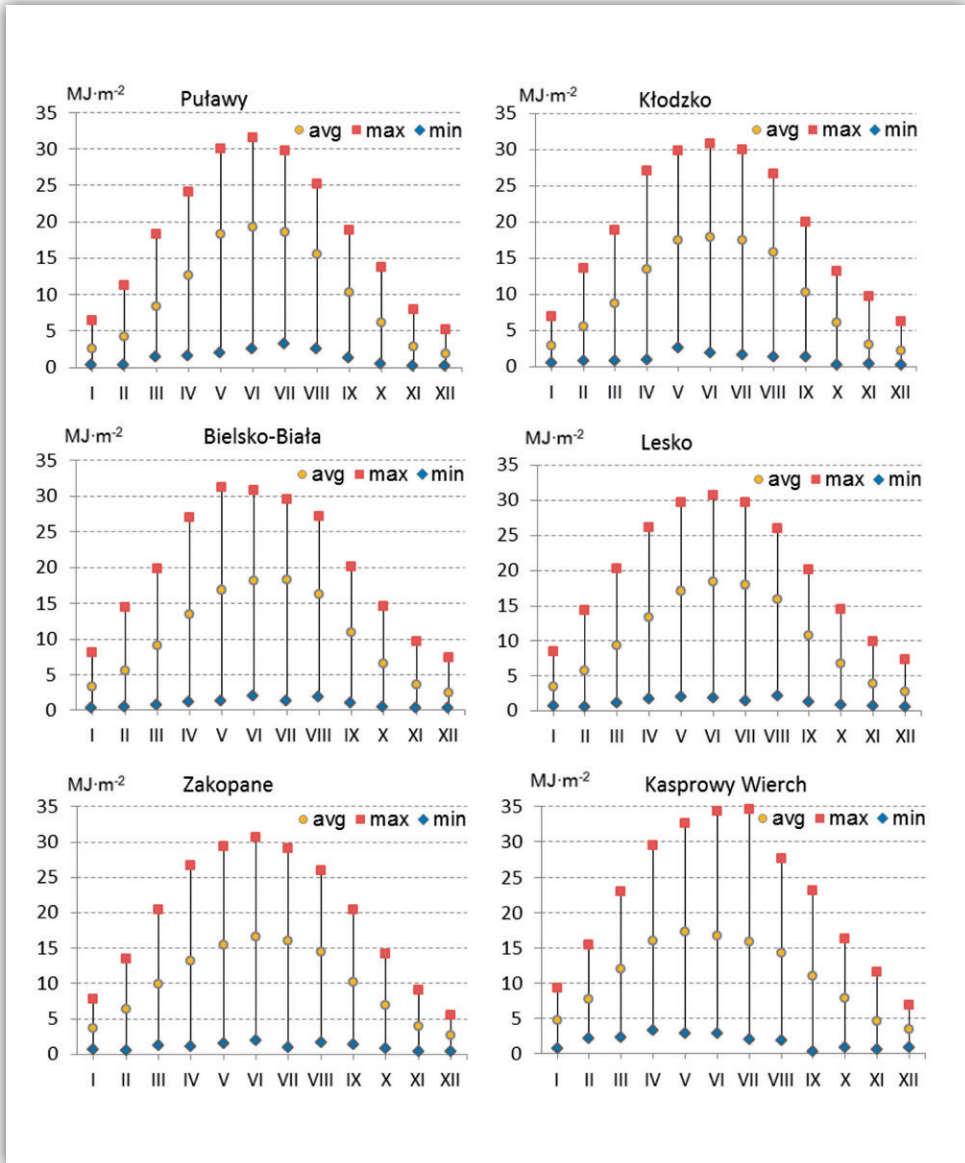 MJ·m-2 Puławy
35
avg max min
30
25
20
15
10
5
0
I II III IV V VI VII VIII IX X XI XII
MJ·m-2 Kłodzko
35
avg max min
30
25
20
15
10
5
0
I II III IV V VI VII VIII IX X XI XII
MJ·m-2 Bielsko-Biała
35
avg max min
30
25
20
15
10
5
0
I II III IV V VI VII VIII IX X XI XII
MJ·m-2 Lesko
35
avg max min
30
25
20
15
10
5
0
I II III IV V VI VII VIII IX X XI XII
MJ·m-2 Zakopane
35
avg max min
30
25
20
15
10
5
0
I II III IV V VI VII VIII IX X XI XII
MJ·m-2 Kasprowy Wierch
35
avg max min
30
25
20
15
10
5
0
I II III IV V VI VII VIII IX X XI XII